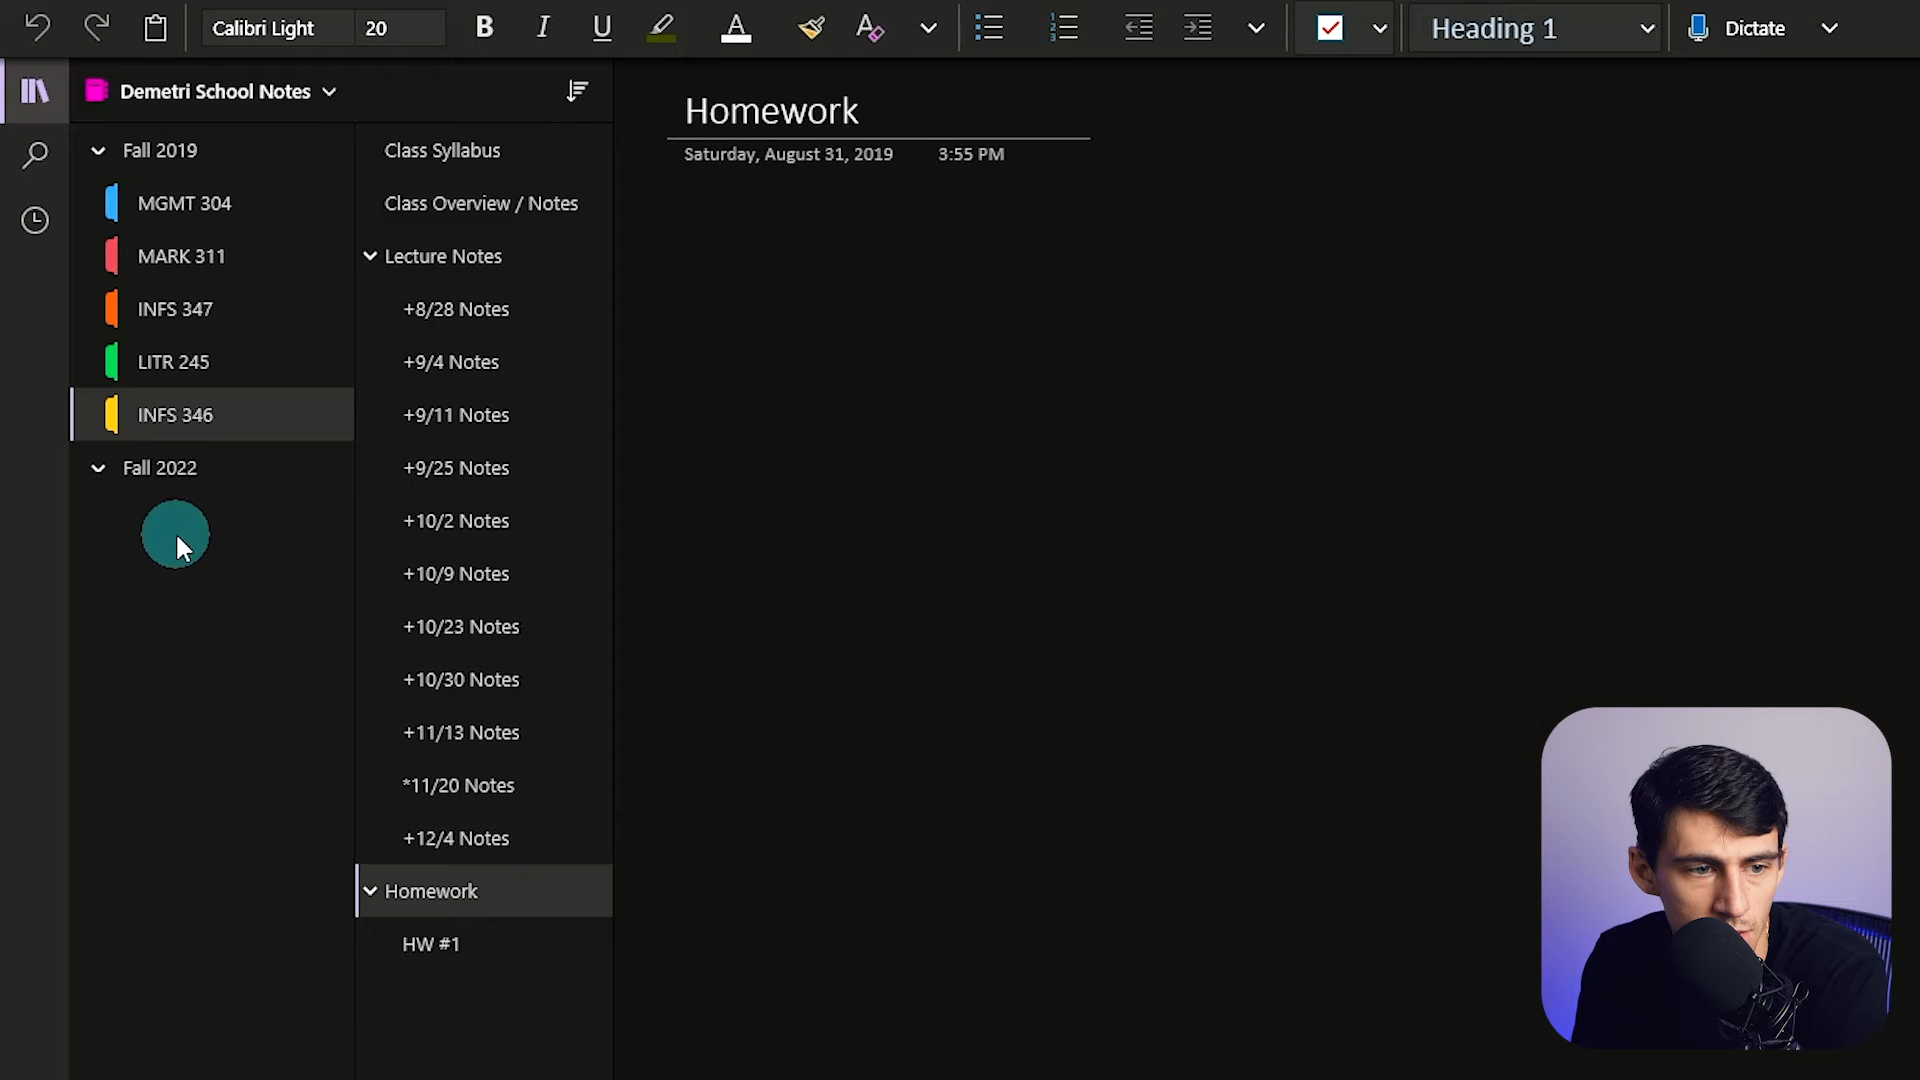 Calibri Light 20 B I U A A Heading 1 Dictate
Demetri School Notes
Fall 2019
MGMT 304
MARK 311
INFS 347
LITR 245
INFS 346
Fall 2022
Class Syllabus
Class Overview / Notes
Lecture Notes
+8/28 Notes
+9/4 Notes
+9/11 Notes
+9/25 Notes
+10/2 Notes
+10/9 Notes
+10/23 Notes
+10/30 Notes
+11/13 Notes
*11/20 Notes
+12/4 Notes
Homework
HW #1
Homework
Saturday, August 31, 2019 3:55 PM